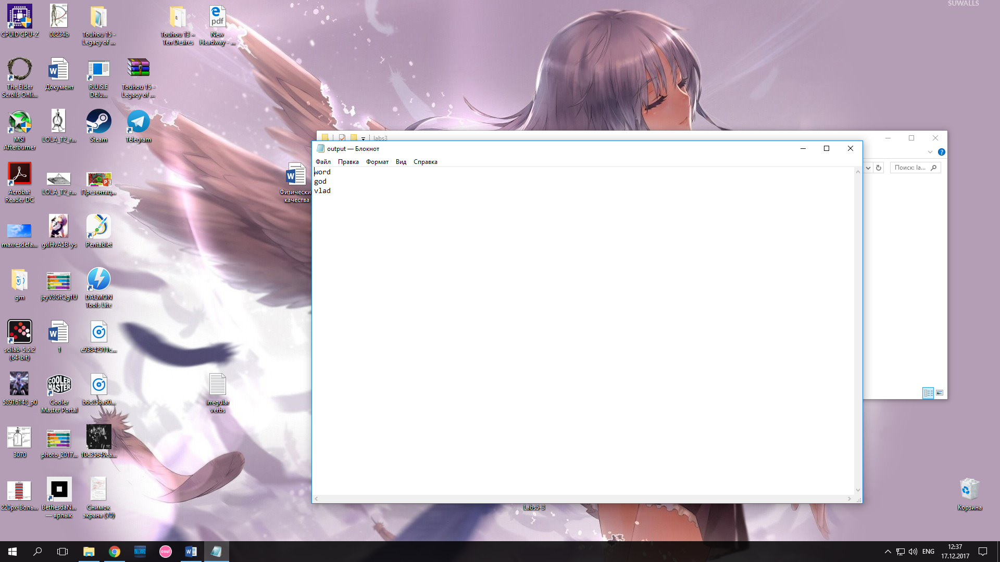 SUWALLS
CPUID CPU-Z
08234b
Touhou 15 -
Legacy of ...
Touhou 13 ~
Ten Desires
New
Headway - ...
The Elder
Scrolls Onli...
Документ
R.U.S.E
Delu...
Touhou 15 -
Legacy of ...
MSI
Afterburner
LOLA_T2_r...
Steam
Telegram
labs3
output — Блокнот
Файл Правка Формат Вид Справка
word
god
vlad
Поиск: la...
Acrobat
Reader DC
LOLA_T2_r...
Презентац...
Физически
качества
maxresdefa...
gxIHvA5B-ys
Pentablet
gm
jzyV8GtQg1U
DAEMON
Tools Lite
scilab-5.5.2
(64-bit)
1
e93842911c...
58916148_p0
COOLER
MASTER
Cooler
Master Portal
b6c856a60...
irregular
verbs
3070
photo_2017...
10c35649ea...
220px-Воль...
BethesdaN...
— ярлык
Снимок
экрана (70)
Labs5-3
Корзина
osu!
ENG
12:37
17.12.2017